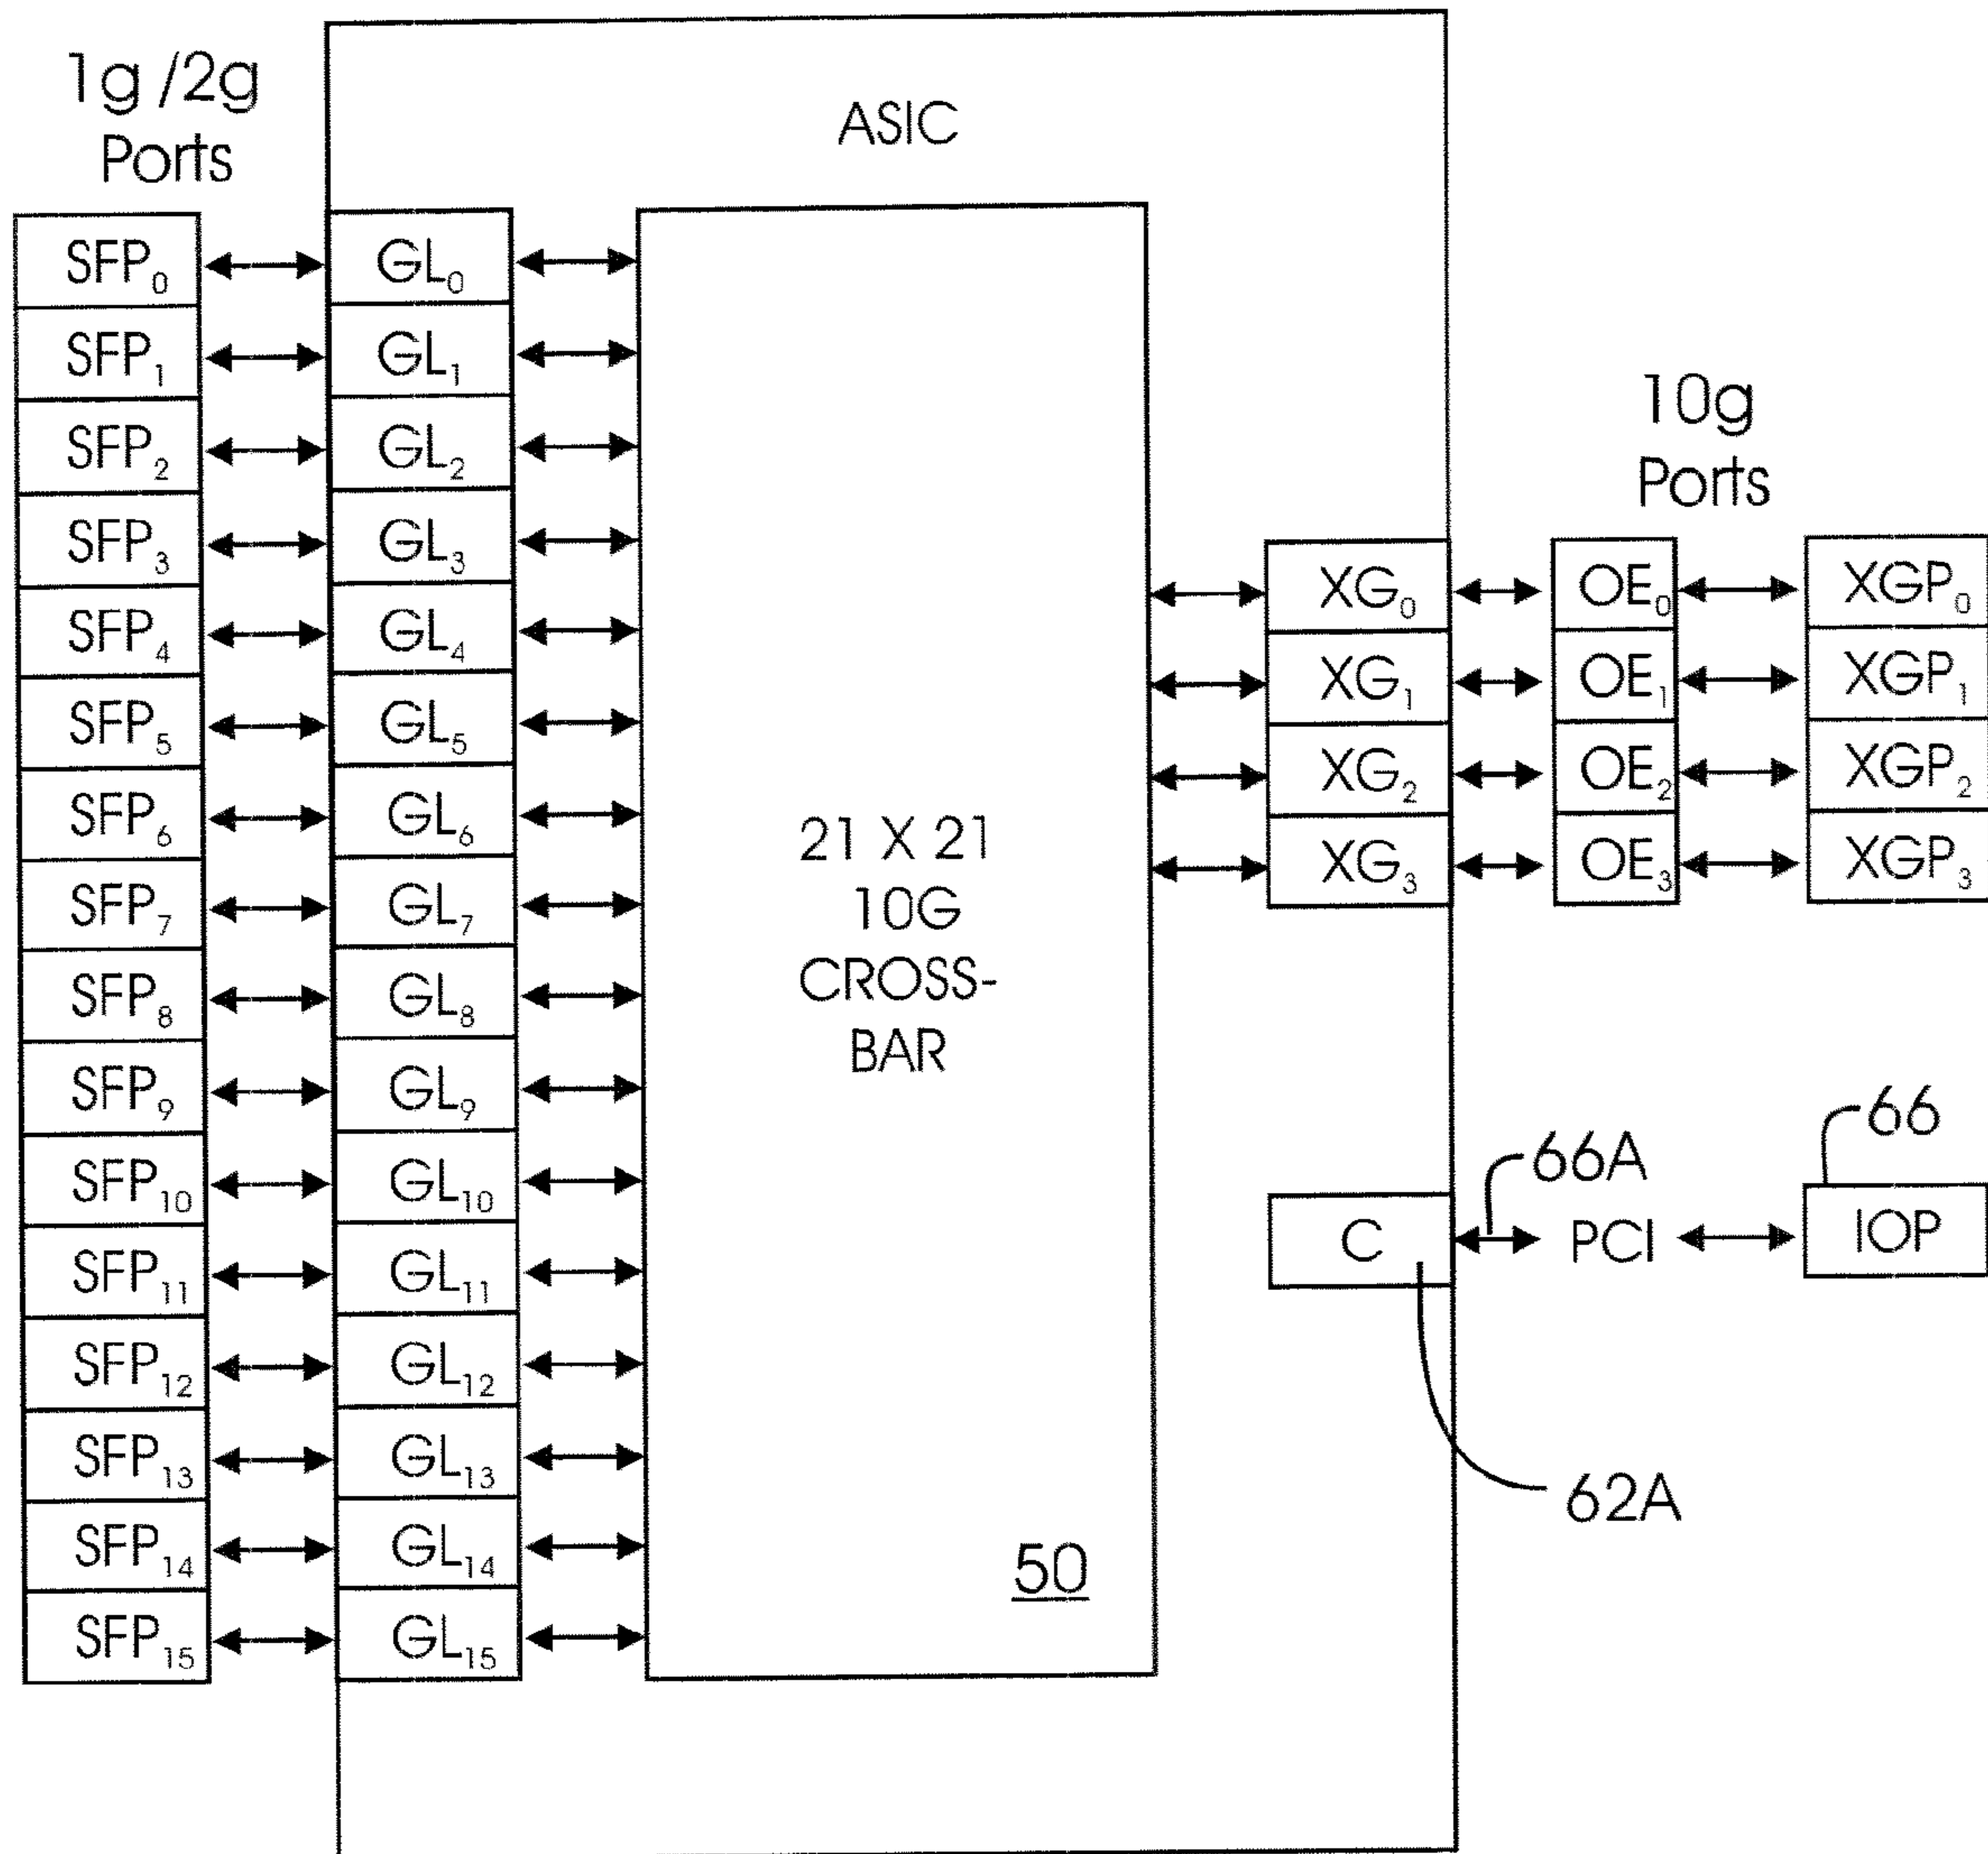 1g /2g
Ports
ASIC
10g
Ports
SFP0 GL0
SFP1 GL1
SFP2 GL2
SFP3 GL3
SFP4 GL4
SFP5 GL5
SFP6 GL6
SFP7 GL7
SFP8 GL8
SFP9 GL9
SFP10 GL10
SFP11 GL11
SFP12 GL12
SFP13 GL13
SFP14 GL14
SFP15 GL15
21 X 21
10G
CROSS-
BAR
50
XG0 OE0 XGP0
XG1 OE1 XGP1
XG2 OE2 XGP2
XG3 OE3 XGP3
66A
66
C PCI IOP
62A